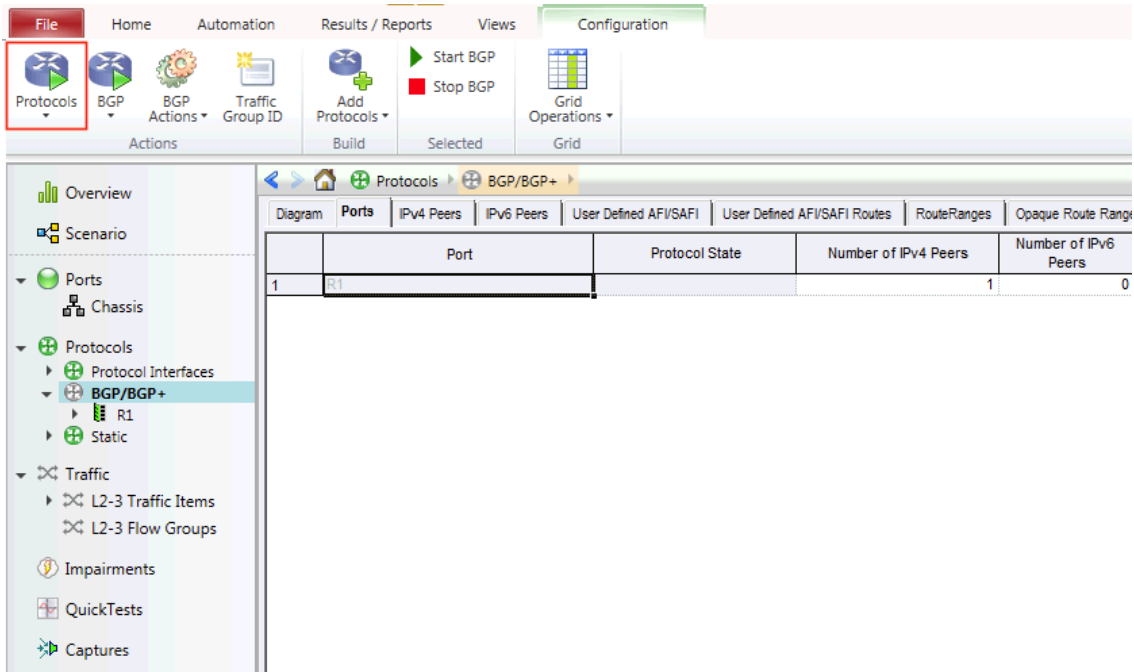 File Home Automation Results / Reports Views Configuration
Start BGP
Stop BGP
Protocols BGP BGP Actions Traffic Group ID Add Protocols Grid Operations
Actions Build Selected Grid
Protocols BGP/BGP+
Diagram Ports IPv4 Peers IPv6 Peers User Defined AFI/SAFI User Defined AFI/SAFI Routes RouteRanges Opaque Route Range
Port Protocol State Number of IPv4 Peers Number of IPv6 Peers
1 R1 1 0
Overview
Scenario
Ports
Chassis
Protocols
Protocol Interfaces
BGP/BGP+
R1
Static
Traffic
L2-3 Traffic Items
L2-3 Flow Groups
Impairments
QuickTests
Captures